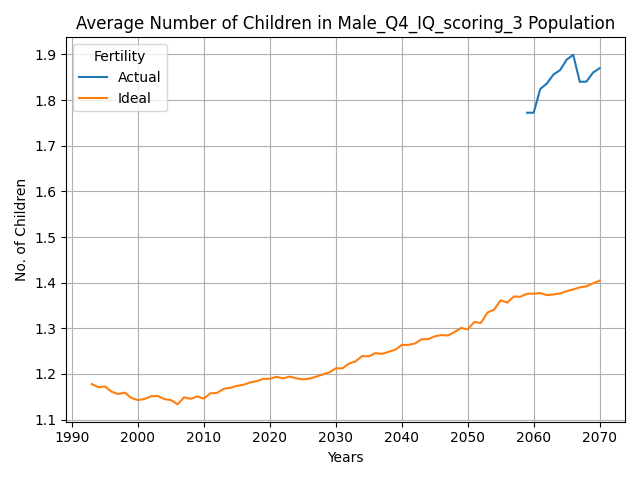 Average Number of Children in Male_Q4_IQ_scoring_3 Population
Fertility
Actual
Ideal
No. of Children
1.9
1.8
1.7
1.6
1.5
1.4
1.3
1.2
1.1
1990 2000 2010 2020 2030 2040 2050 2060 2070
Years